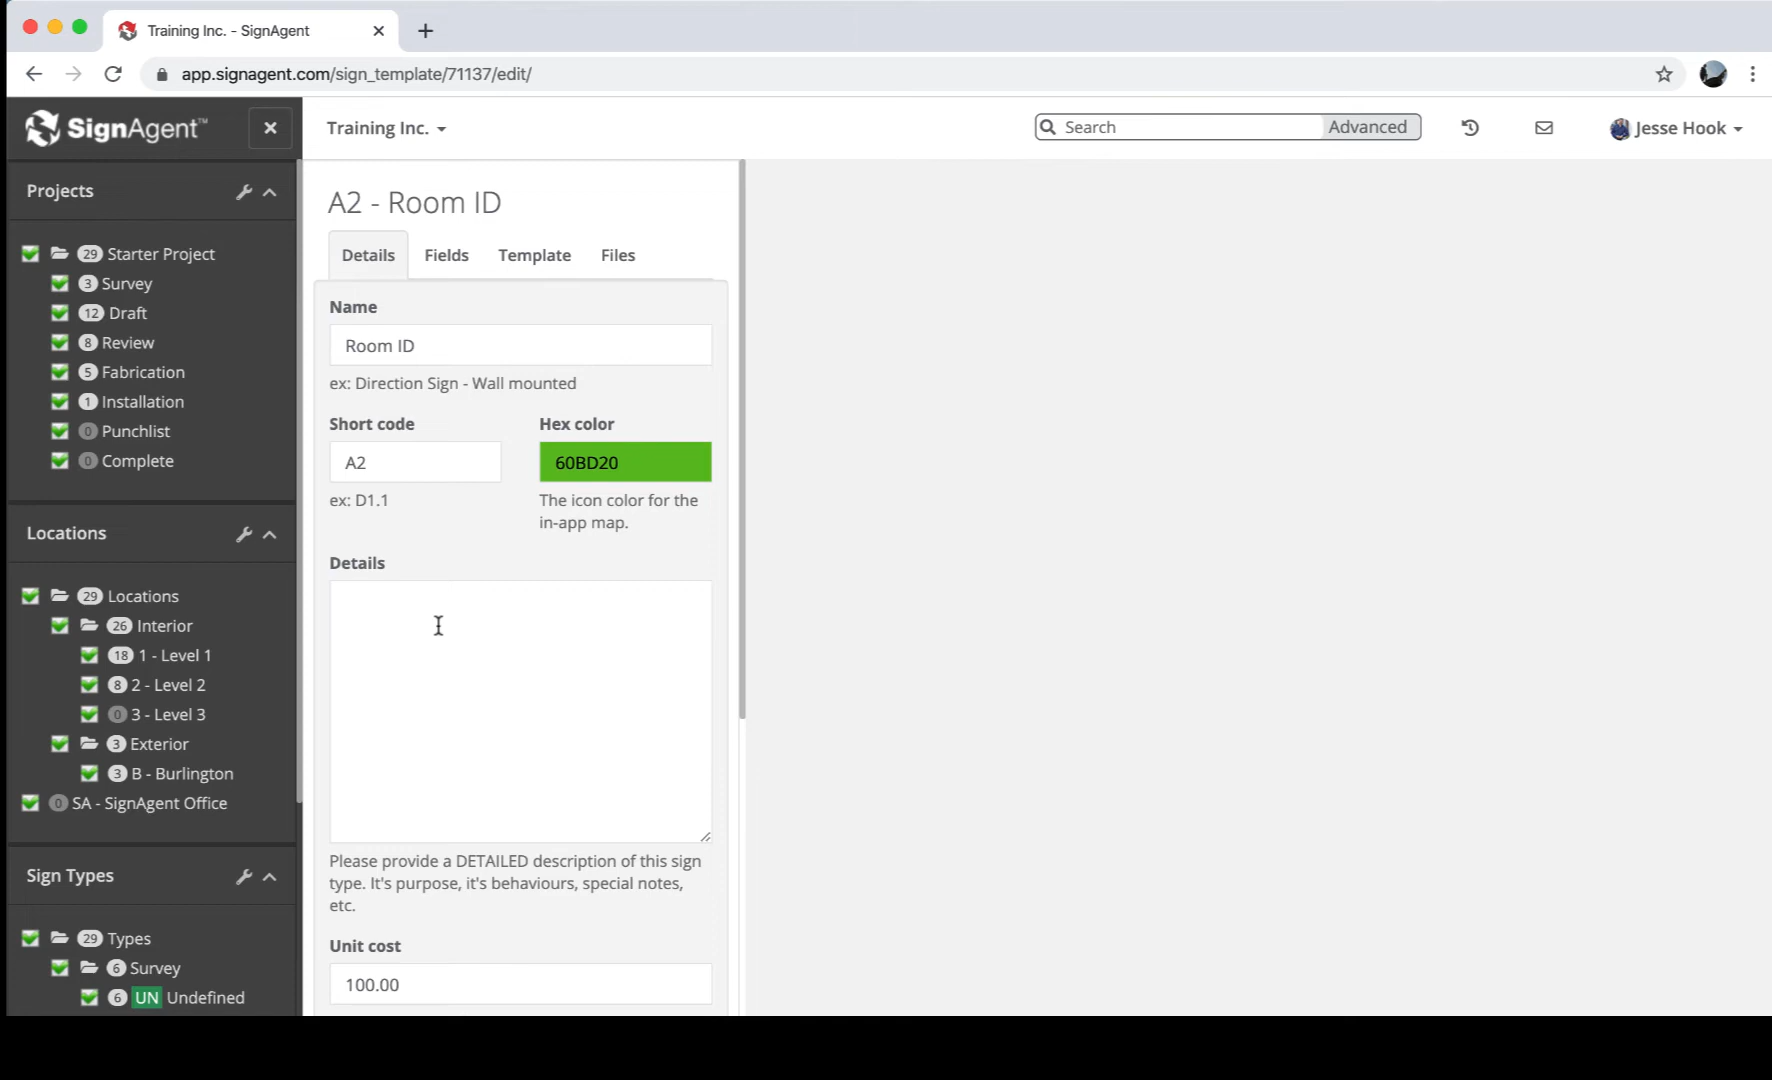 Training Inc. - SignAgent
app.signagent.com/sign_template/71137/edit/
SignAgent™
Training Inc.
Search
Advanced
Jesse Hook
Projects
29 Starter Project
3 Survey
12 Draft
8 Review
5 Fabrication
1 Installation
0 Punchlist
0 Complete
Locations
29 Locations
26 Interior
18 1 - Level 1
8 2 - Level 2
0 3 - Level 3
3 Exterior
3 B - Burlington
0 SA - SignAgent Office
Sign Types
29 Types
6 Survey
6 UN Undefined
A2 - Room ID
Details Fields Template Files
Name
Room ID
ex: Direction Sign - Wall mounted
Short code
A2
ex: D1.1
Hex color
60BD20
The icon color for the
in-app map.
Details
Please provide a DETAILED description of this sign
type. It's purpose, it's behaviours, special notes,
etc.
Unit cost
100.00